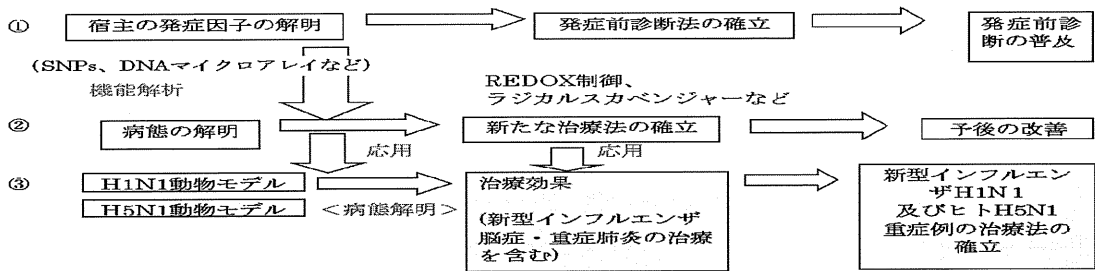 ① 宿主の発症因子の解明 発症前診断法の確立 発症前診
断の普及
(SNPs、DNAマイクロアレイなど)
機能解析
REDOX制御、
ラジカルスカベンジャーなど
② 病態の解明 新たな治療法の確立 予後の改善
応用 応用
③ H1N1動物モデル
H5N1動物モデル
<病態解明>
治療効果
(新型インフルエンザ
脳症・重症肺炎の治療
を含む)
新型インフルエン
ザH1N1
及びヒトH5N1
重症例の治療法の
確立